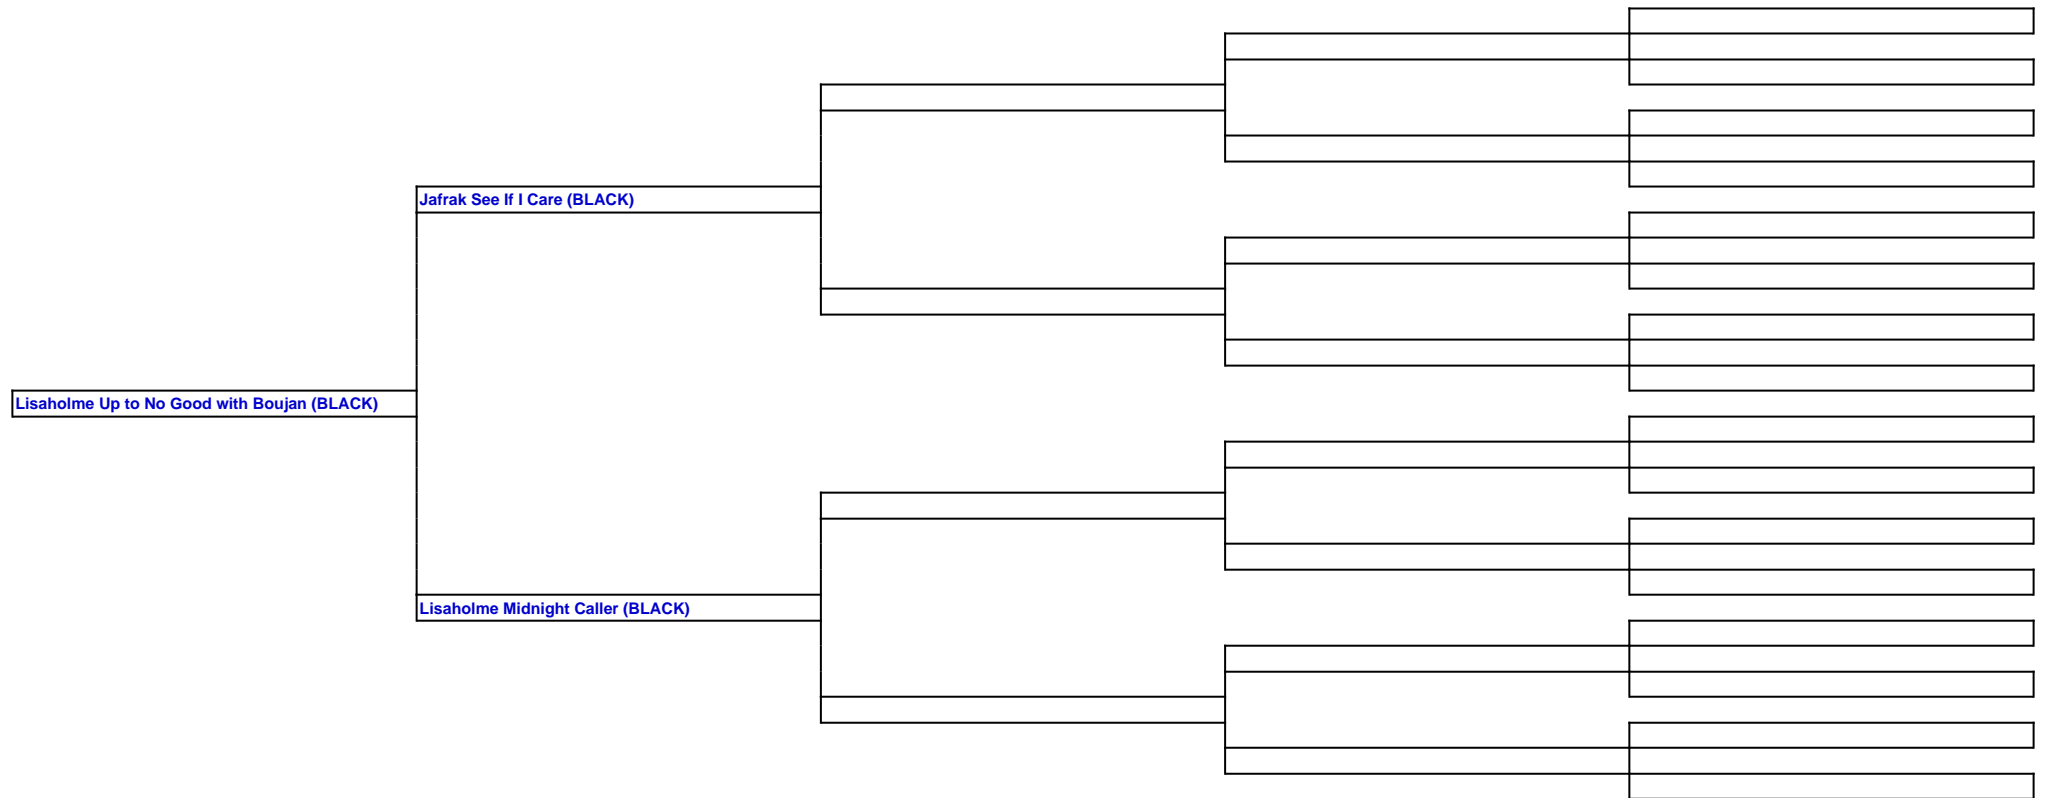 Jafrak See If I Care (BLACK)
Lisaholme Up to No Good with Boujan (BLACK)
Lisaholme Midnight Caller (BLACK)